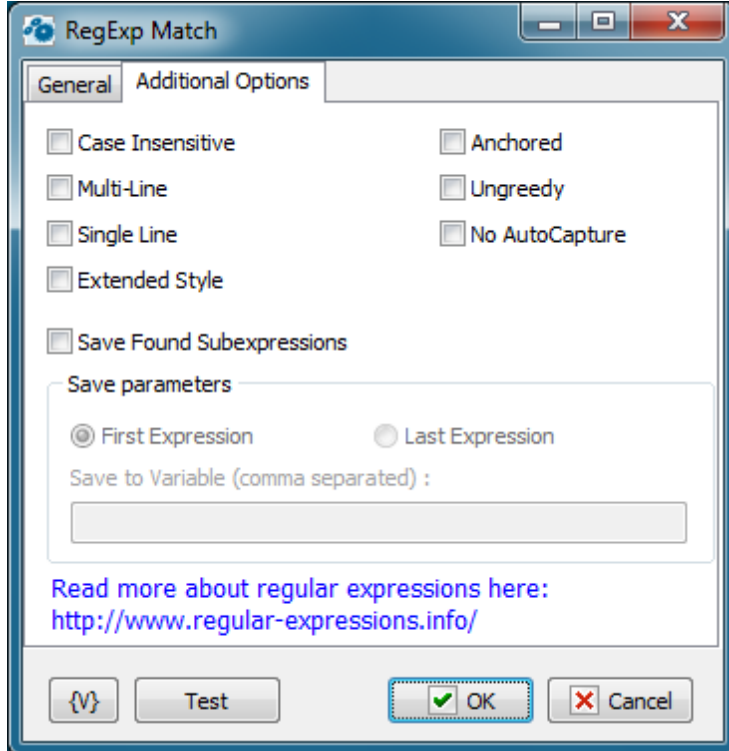 RegExp Match
General Additional Options
Case Insensitive Anchored
Multi-Line Ungreedy
Single Line No AutoCapture
Extended Style
Save Found Subexpressions
Save parameters
First Expression Last Expression
Save to Variable (comma separated) :
Read more about regular expressions here:
http://www.regular-expressions.info/
{V} Test OK Cancel